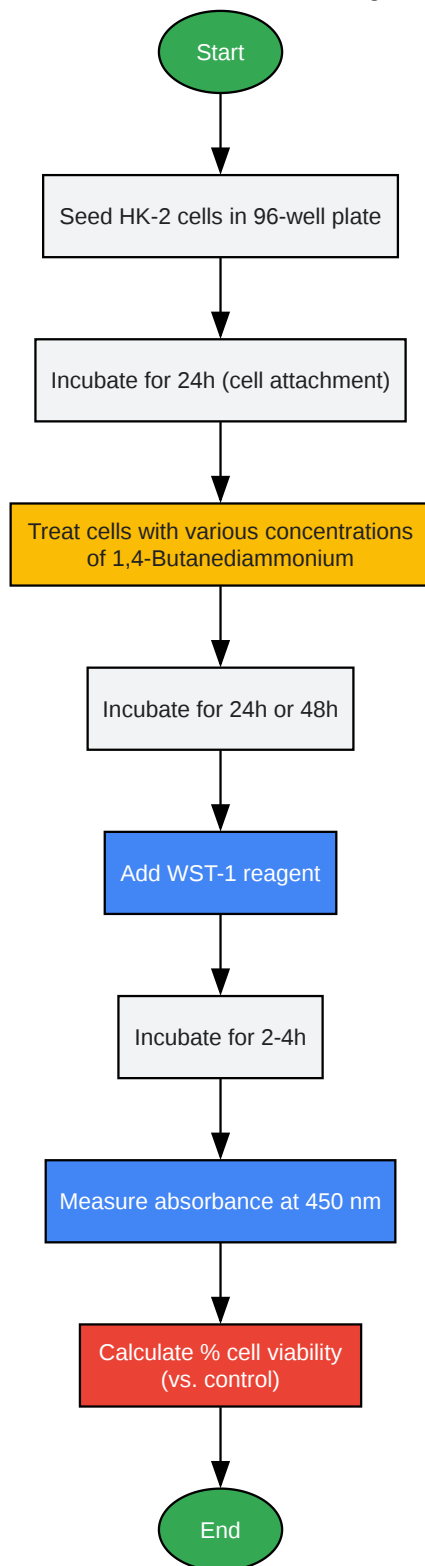 Start
Seed HK-2 cells in 96-well plate
Incubate for 24h (cell attachment)
Treat cells with various concentrations
of 1,4-Butanediammonium
Incubate for 24h or 48h
Add WST-1 reagent
Incubate for 2-4h
Measure absorbance at 450 nm
Calculate % cell viability
(vs. control)
End